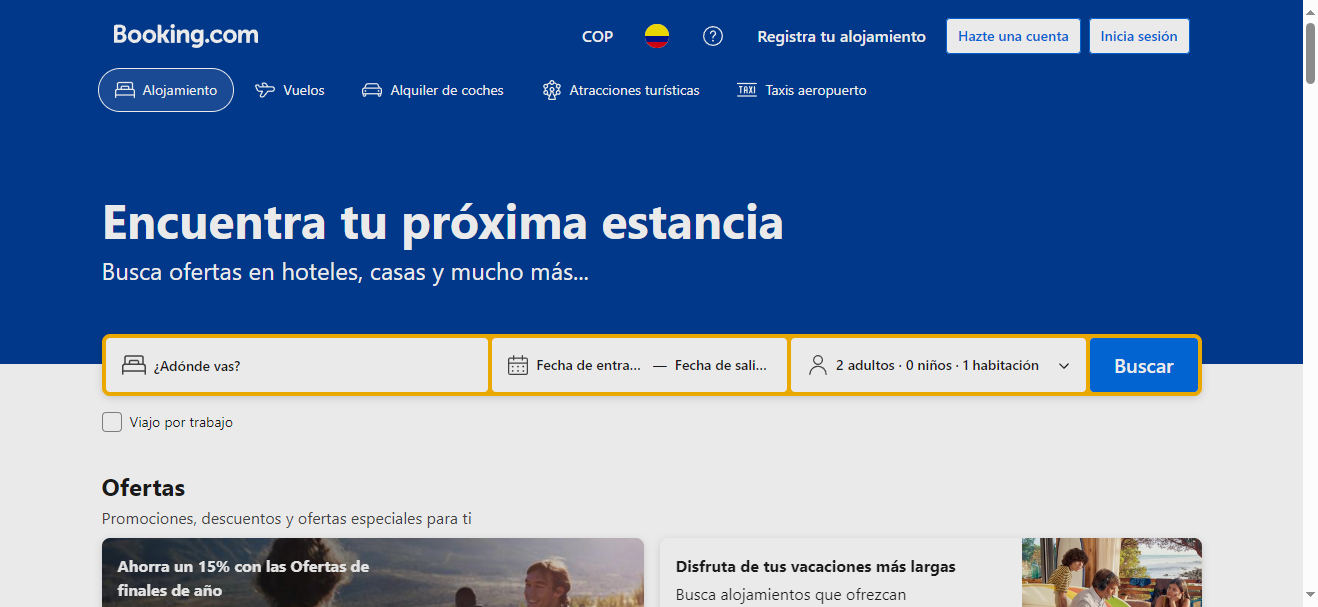 Booking.com
COP
Registra tu alojamiento
Hazte una cuenta
Inicia sesión
Alojamiento
Vuelos
Alquiler de coches
Atracciones turísticas
TAXI
Taxis aeropuerto
Encuentra tu próxima estancia
Busca ofertas en hoteles, casas y mucho más...
¿Adónde vas?
Fecha de entra... — Fecha de sali...
2 adultos · 0 niños · 1 habitación
Buscar
Viajo por trabajo
Ofertas
Promociones, descuentos y ofertas especiales para ti
Ahorra un 15% con las Ofertas de
finales de año
Disfruta de tus vacaciones más largas
Busca alojamientos que ofrezcan